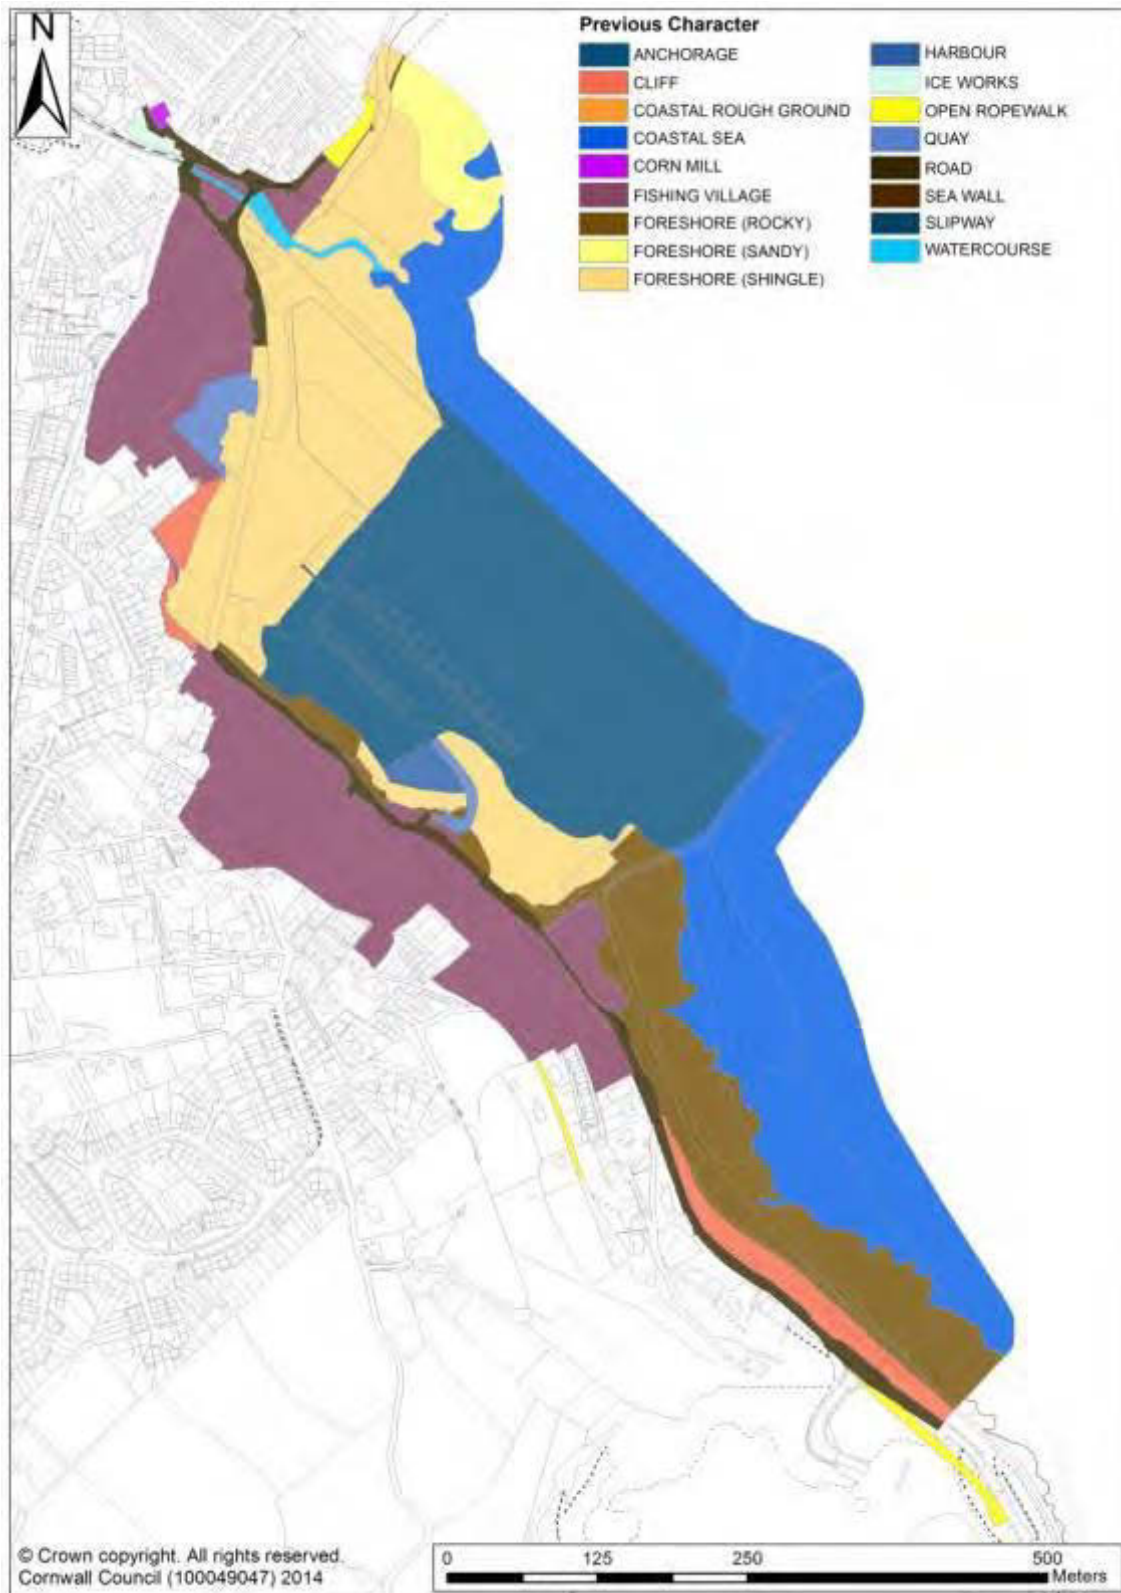 N
Previous Character
ANCHORAGE
CLIFF
COASTAL ROUGH GROUND
COASTAL SEA
CORN MILL
FISHING VILLAGE
FORESHORE (ROCKY)
FORESHORE (SANDY)
FORESHORE (SHINGLE)
HARBOUR
ICE WORKS
OPEN ROPEWALK
QUAY
ROAD
SEA WALL
SLIPWAY
WATERCOURSE
© Crown copyright. All rights reserved.
Cornwall Council (100049047) 2014
0 125 250 500
Meters